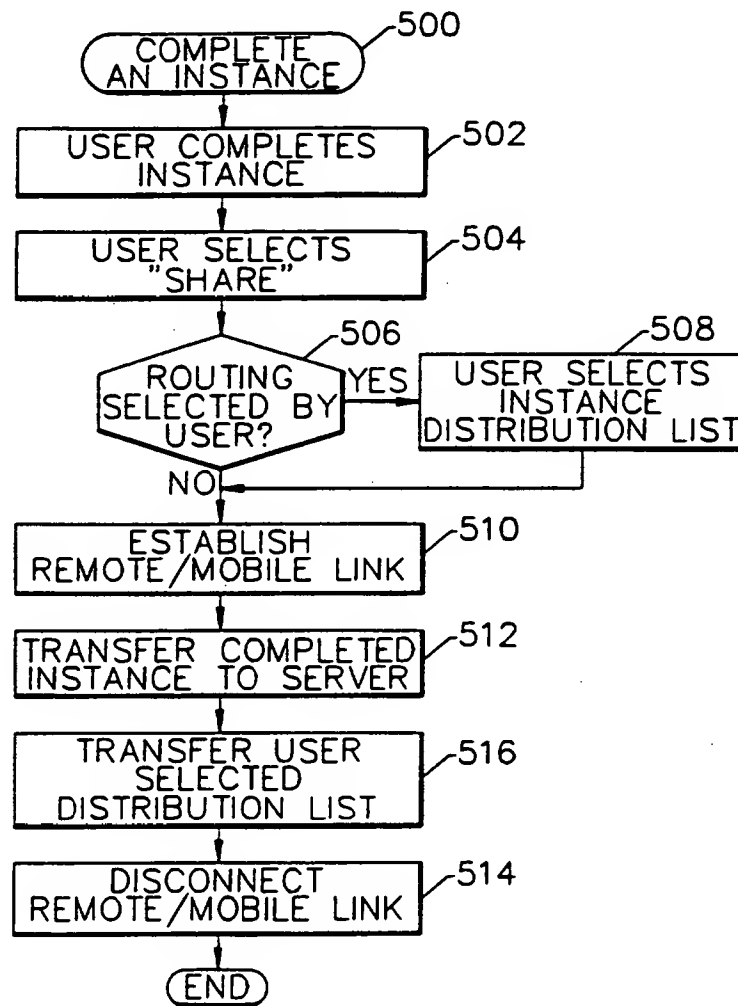 COMPLETE
AN INSTANCE
500
USER COMPLETES
INSTANCE
502
USER SELECTS
"SHARE"
504
506
ROUTING
SELECTED BY
USER?
YES
NO
508
USER SELECTS
INSTANCE
DISTRIBUTION LIST
ESTABLISH
REMOTE/MOBILE LINK
510
TRANSFER COMPLETED
INSTANCE TO SERVER
512
TRANSFER USER
SELECTED
DISTRIBUTION LIST
516
DISCONNECT
REMOTE/MOBILE LINK
514
END